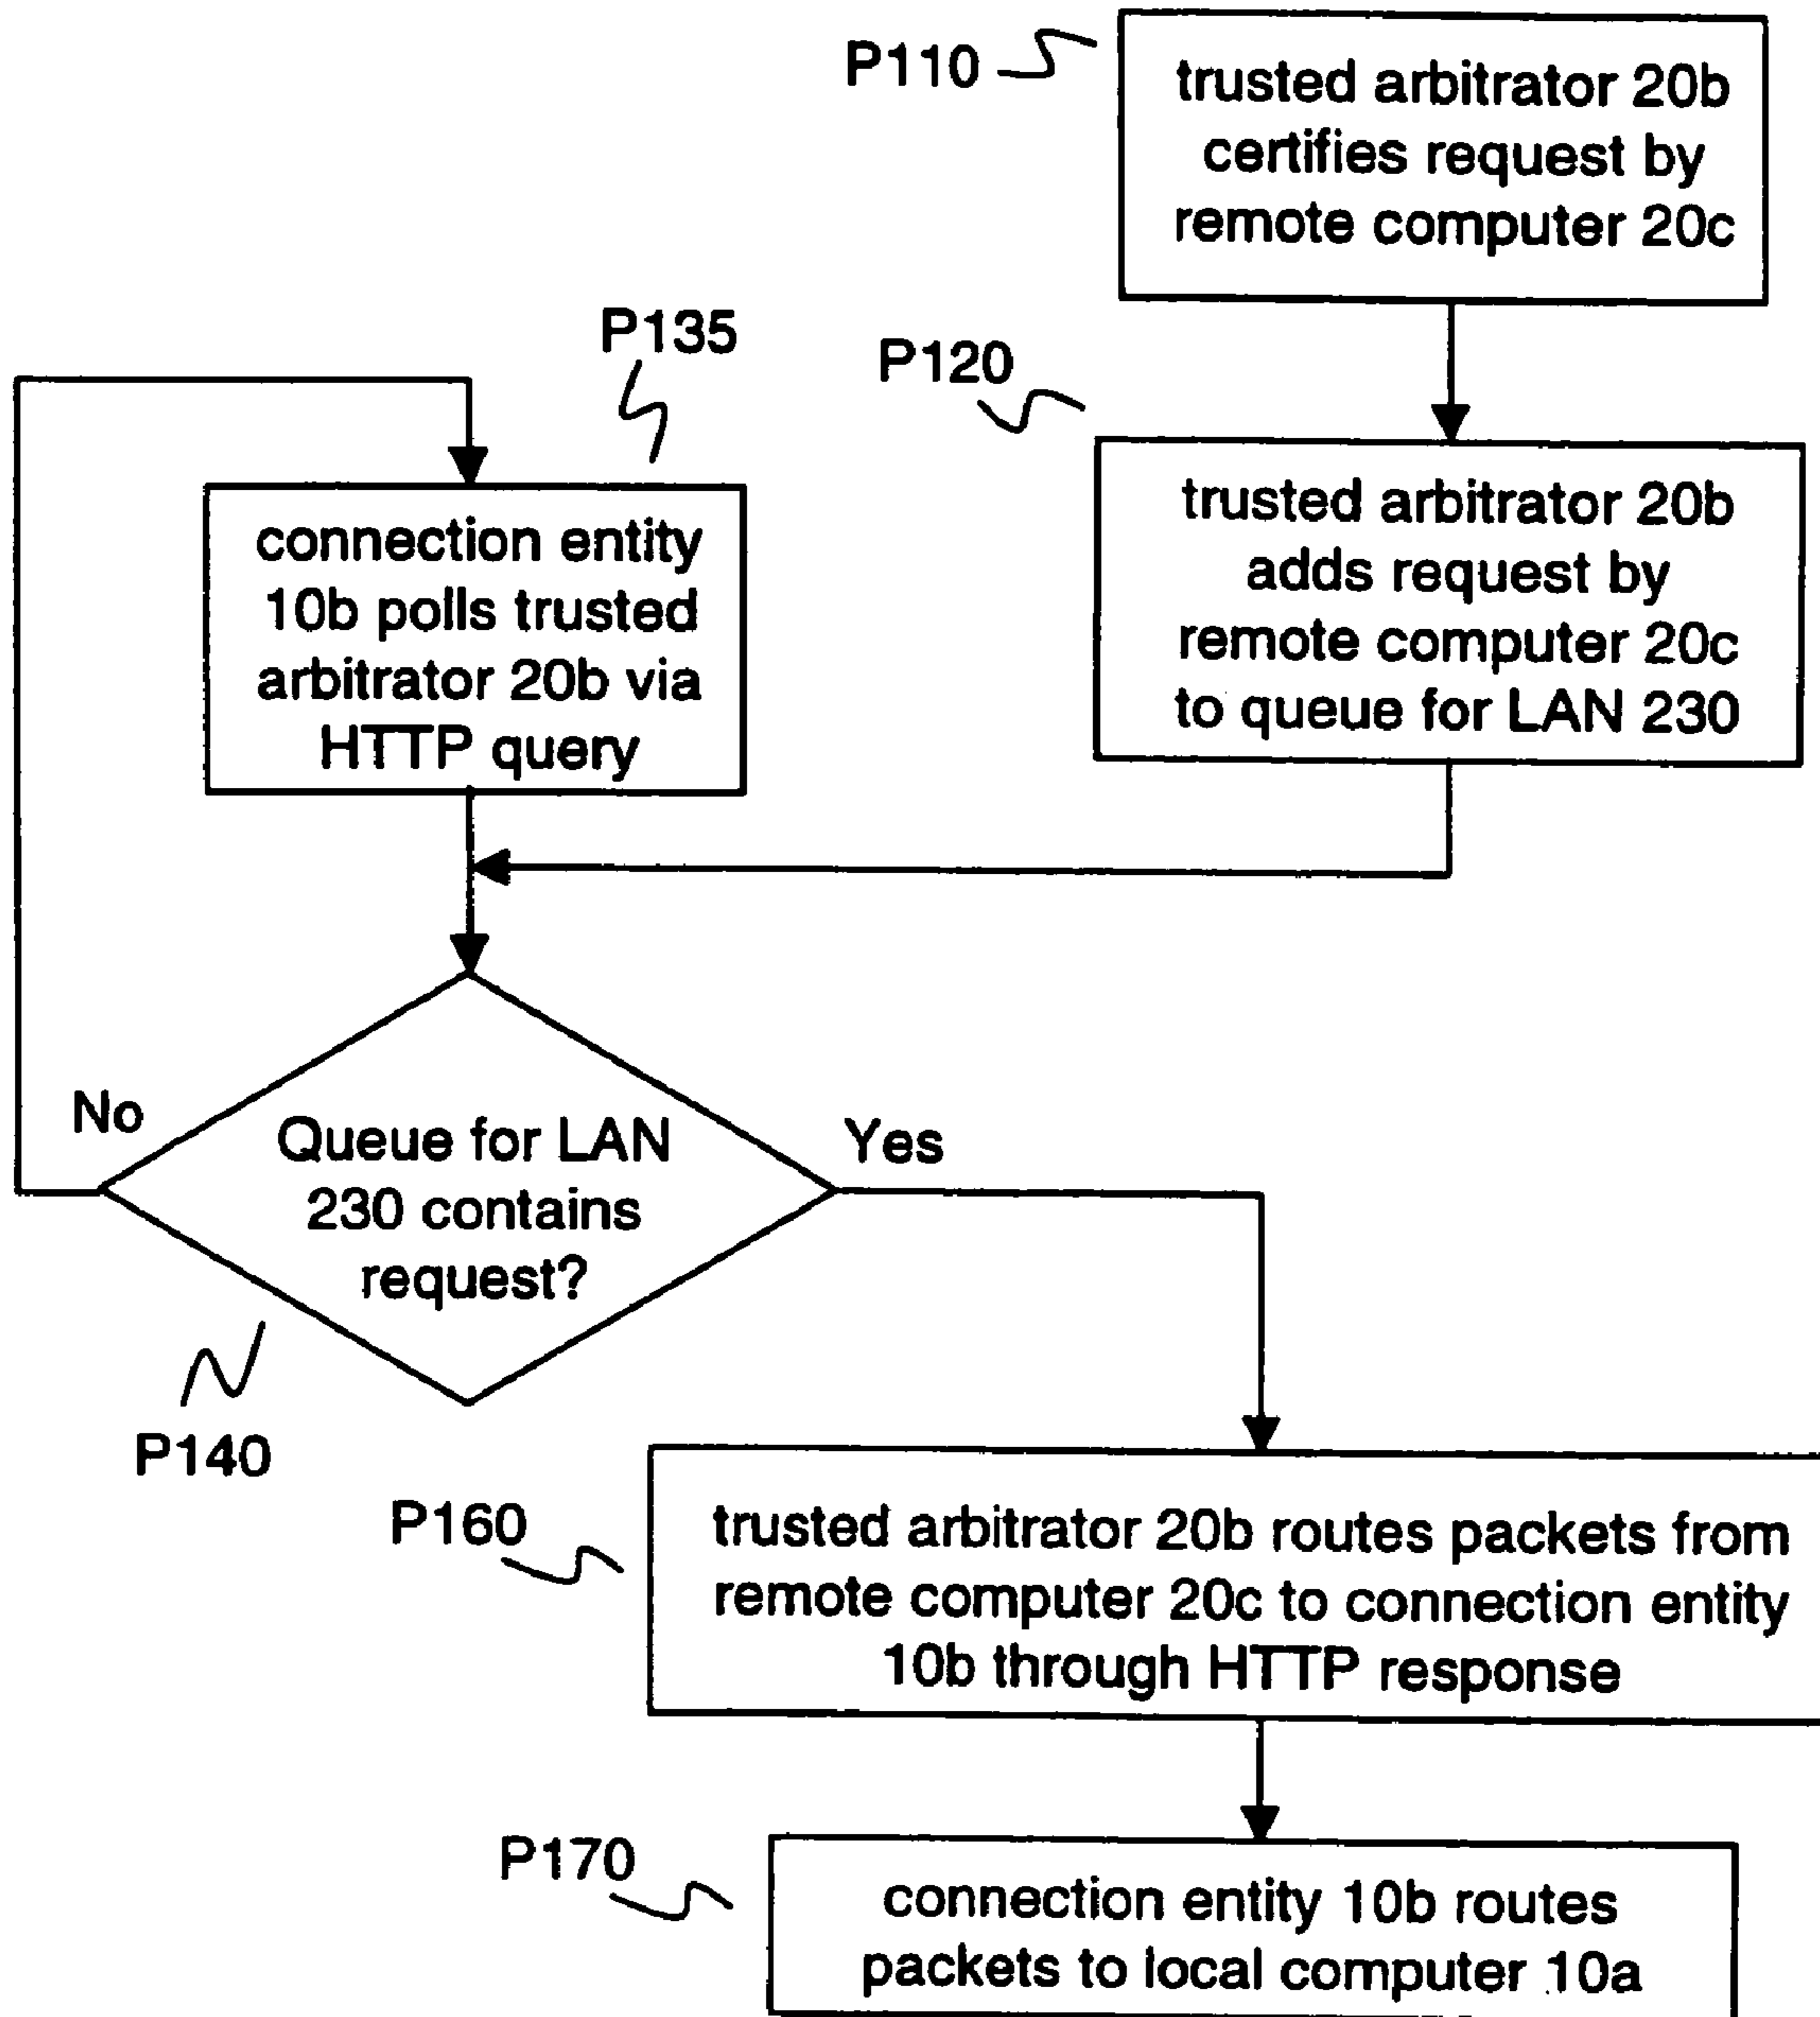 P110
trusted arbitrator 20b
certifies request by
remote computer 20c
P135
P120
connection entity
10b polls trusted
arbitrator 20b via
HTTP query
trusted arbitrator 20b
adds request by
remote computer 20c
to queue for LAN 230
No
Queue for LAN
230 contains
request?
Yes
P140
P160
trusted arbitrator 20b routes packets from
remote computer 20c to connection entity
10b through HTTP response
P170
connection entity 10b routes
packets to local computer 10a